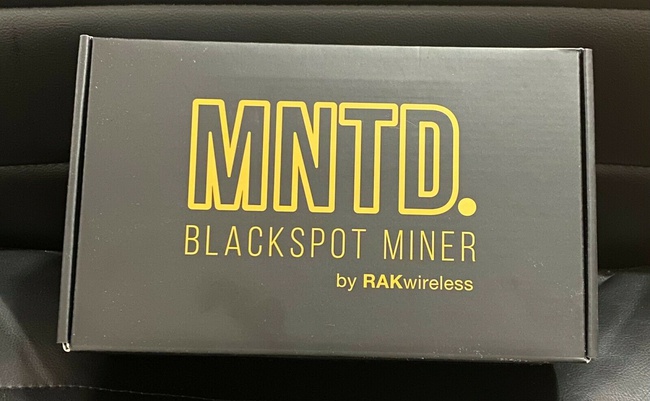 MNTD.
BLACKSPOT MINER
by RAKwireless